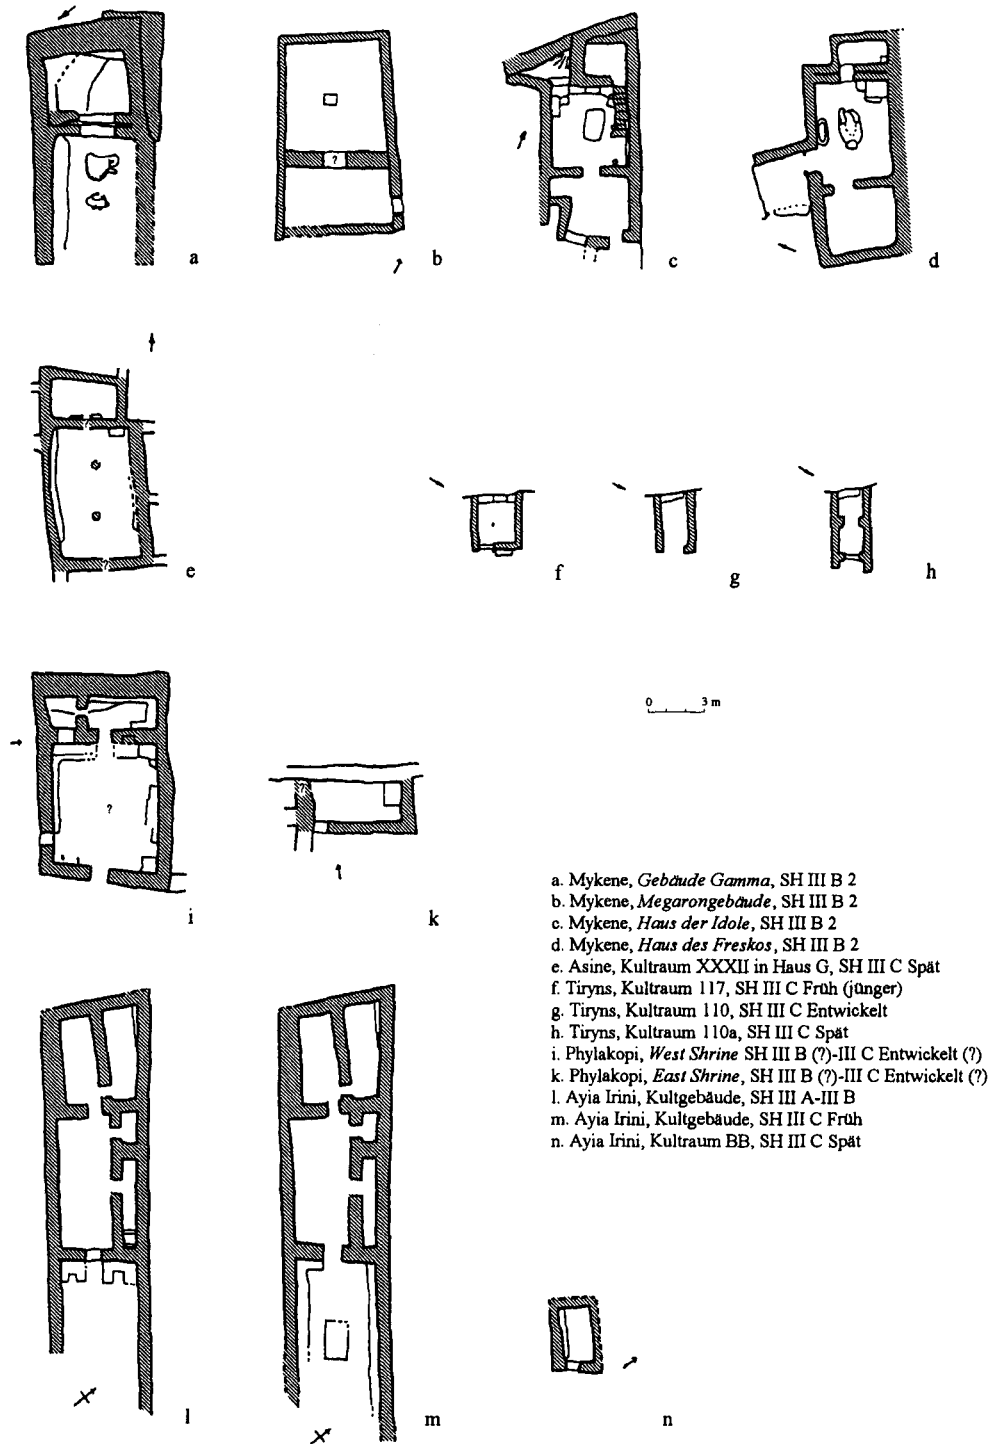 a
b
?
c
d
e
?
?
f
g
h
i
?
k
?
0 3 m
a. Mykene, Gebäude Gamma, SH III B 2
b. Mykene, Megarongebäude, SH III B 2
c. Mykene, Haus der Idole, SH III B 2
d. Mykene, Haus des Freskos, SH III B 2
e. Asine, Kultraum XXXII in Haus G, SH III C Spät
f. Tiryns, Kultraum 117, SH III C Früh (jünger)
g. Tiryns, Kultraum 110, SH III C Entwickelt
h. Tiryns, Kultraum 110a, SH III C Spät
i. Phylakopi, West Shrine SH III B (?)-III C Entwickelt (?)
k. Phylakopi, East Shrine, SH III B (?)-III C Entwickelt (?)
l. Ayia Irini, Kultgebäude, SH III A-III B
m. Ayia Irini, Kultgebäude, SH III C Früh
n. Ayia Irini, Kultraum BB, SH III C Spät
l
m
n